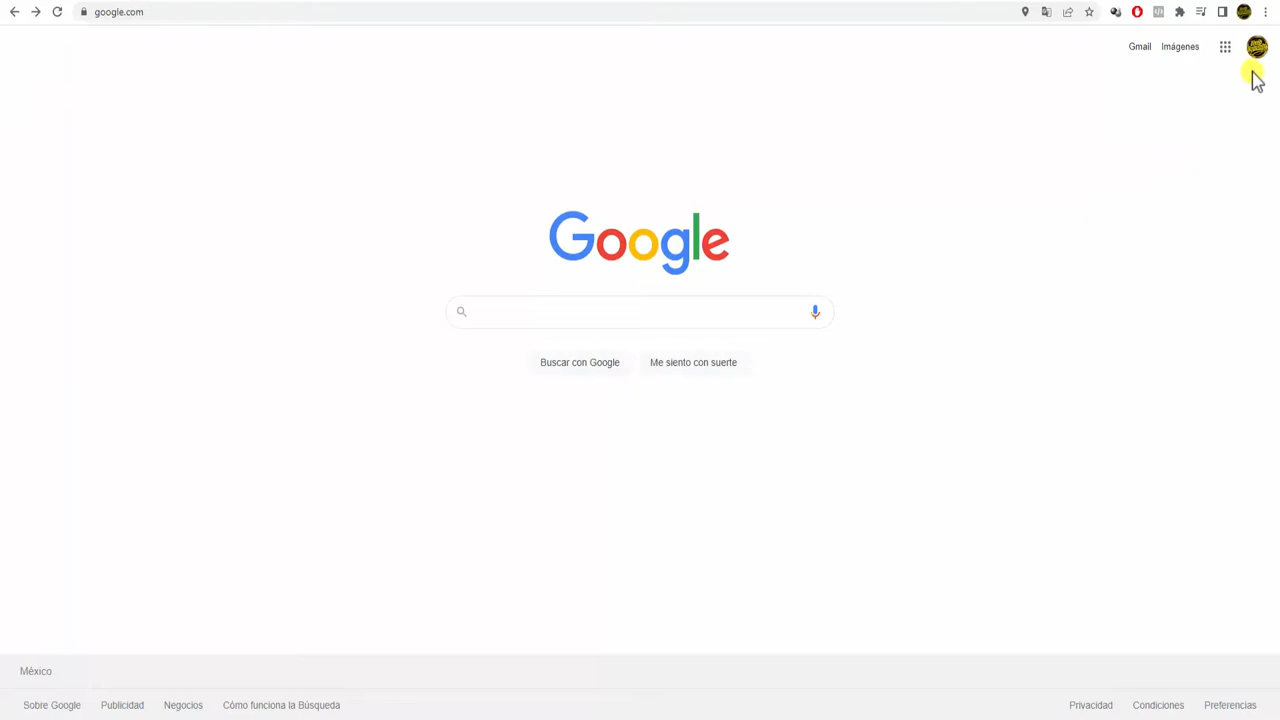 google.com
Gmail Imágenes
Google
Buscar con Google Me siento con suerte
México
Sobre Google Publicidad Negocios Cómo funciona la Búsqueda Privacidad Condiciones Preferencias